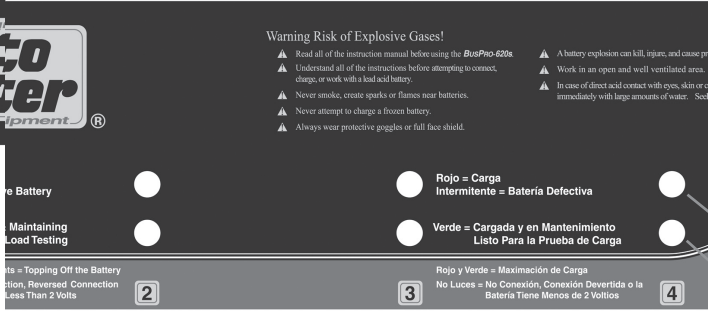 to
ter
ipment ®
Warning Risk of Explosive Gases!
Read all of the instruction manual before using the BUSPRO-620S.
Understand all of the instructions before attempting to connect,
charge, or work with a lead acid battery.
Never smoke, create sparks or flames near batteries.
Never attempt to charge a frozen battery.
Always wear protective goggles or full face shield.
A battery explosion can kill, injure, and cause
Work in an open and well ventilated area.
In case of direct acid contact with eyes, skin or
immediately with large amounts of water. See
ve Battery
Maintaining
Load Testing
Rojo = Carga
Intermitente = Batería Defectiva
Verde = Cargada y en Mantenimiento
Listo Para la Prueba de Carga
nts = Topping Off the Battery
ction, Reversed Connection
Less Than 2 Volts
2
3
Rojo y Verde = Maximación de Carga
No Luces = No Conexión, Conexión Devertida o la
Batería Tiene Menos de 2 Voltios
4